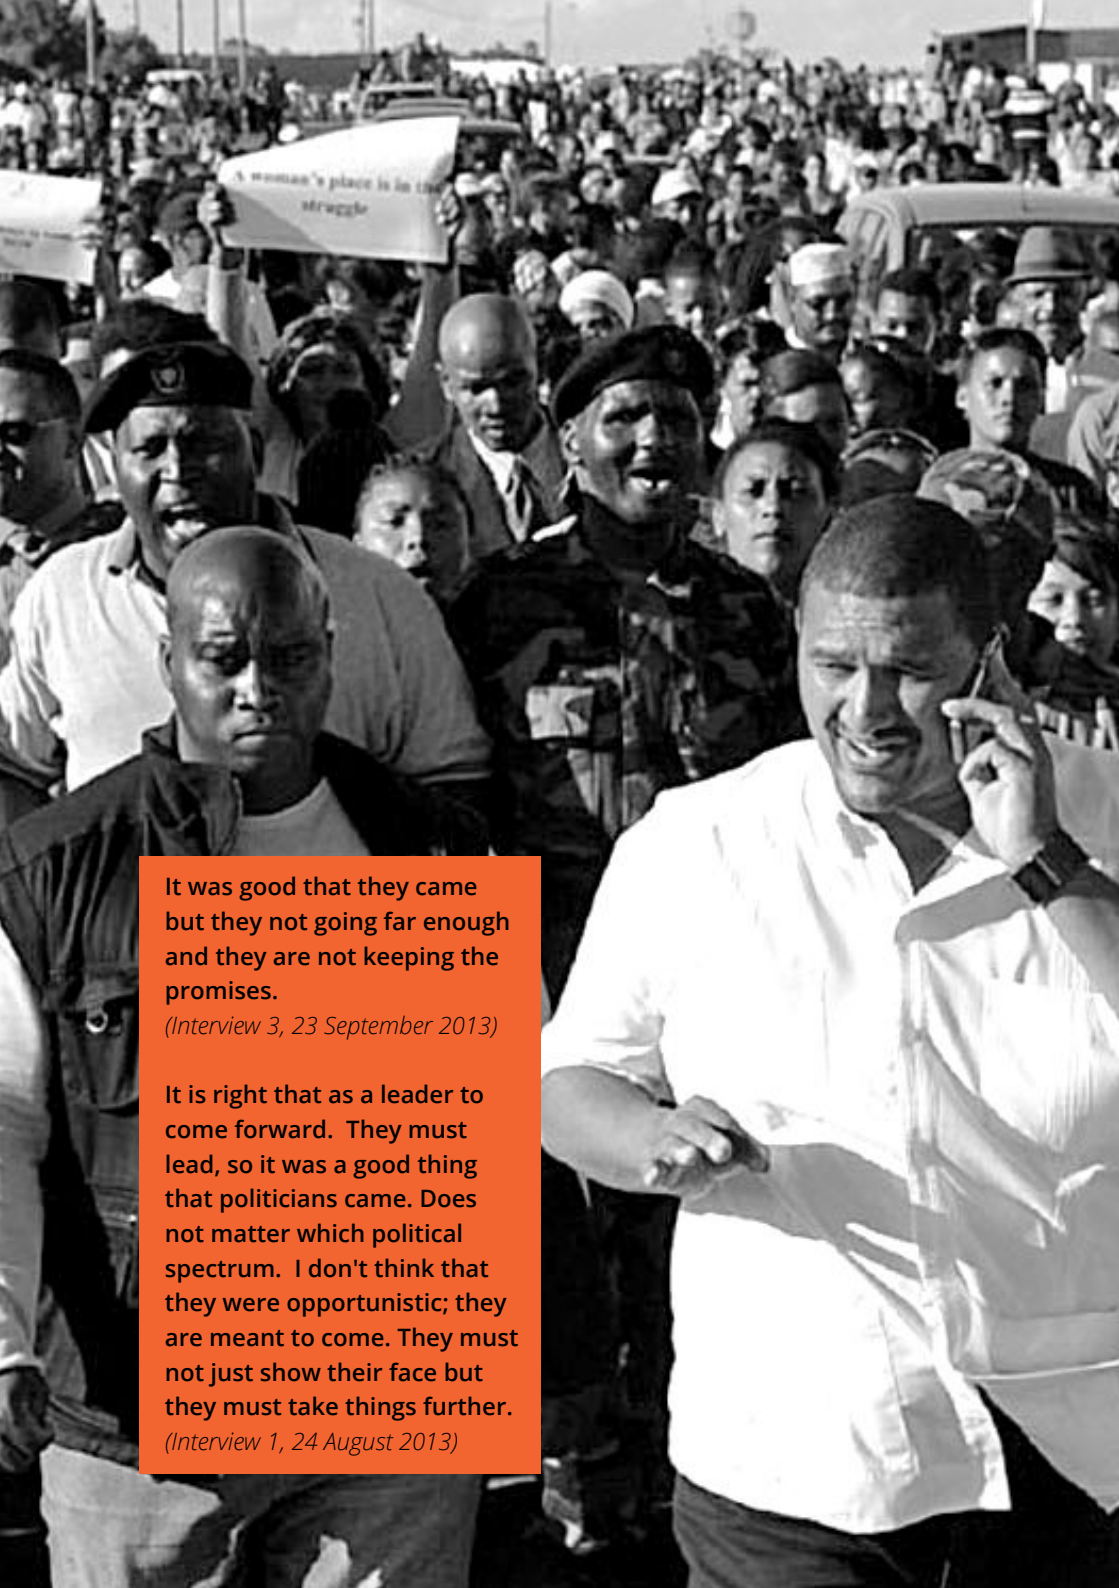 A woman's place is in the
struggle
It was good that they came
but they not going far enough
and they are not keeping the
promises.
(Interview 3, 23 September 2013)
It is right that as a leader to
come forward.  They must
lead, so it was a good thing
that politicians came. Does
not matter which political
spectrum.  I don't think that
they were opportunistic; they
are meant to come. They must
not just show their face but
they must take things further.
(Interview 1, 24 August 2013)